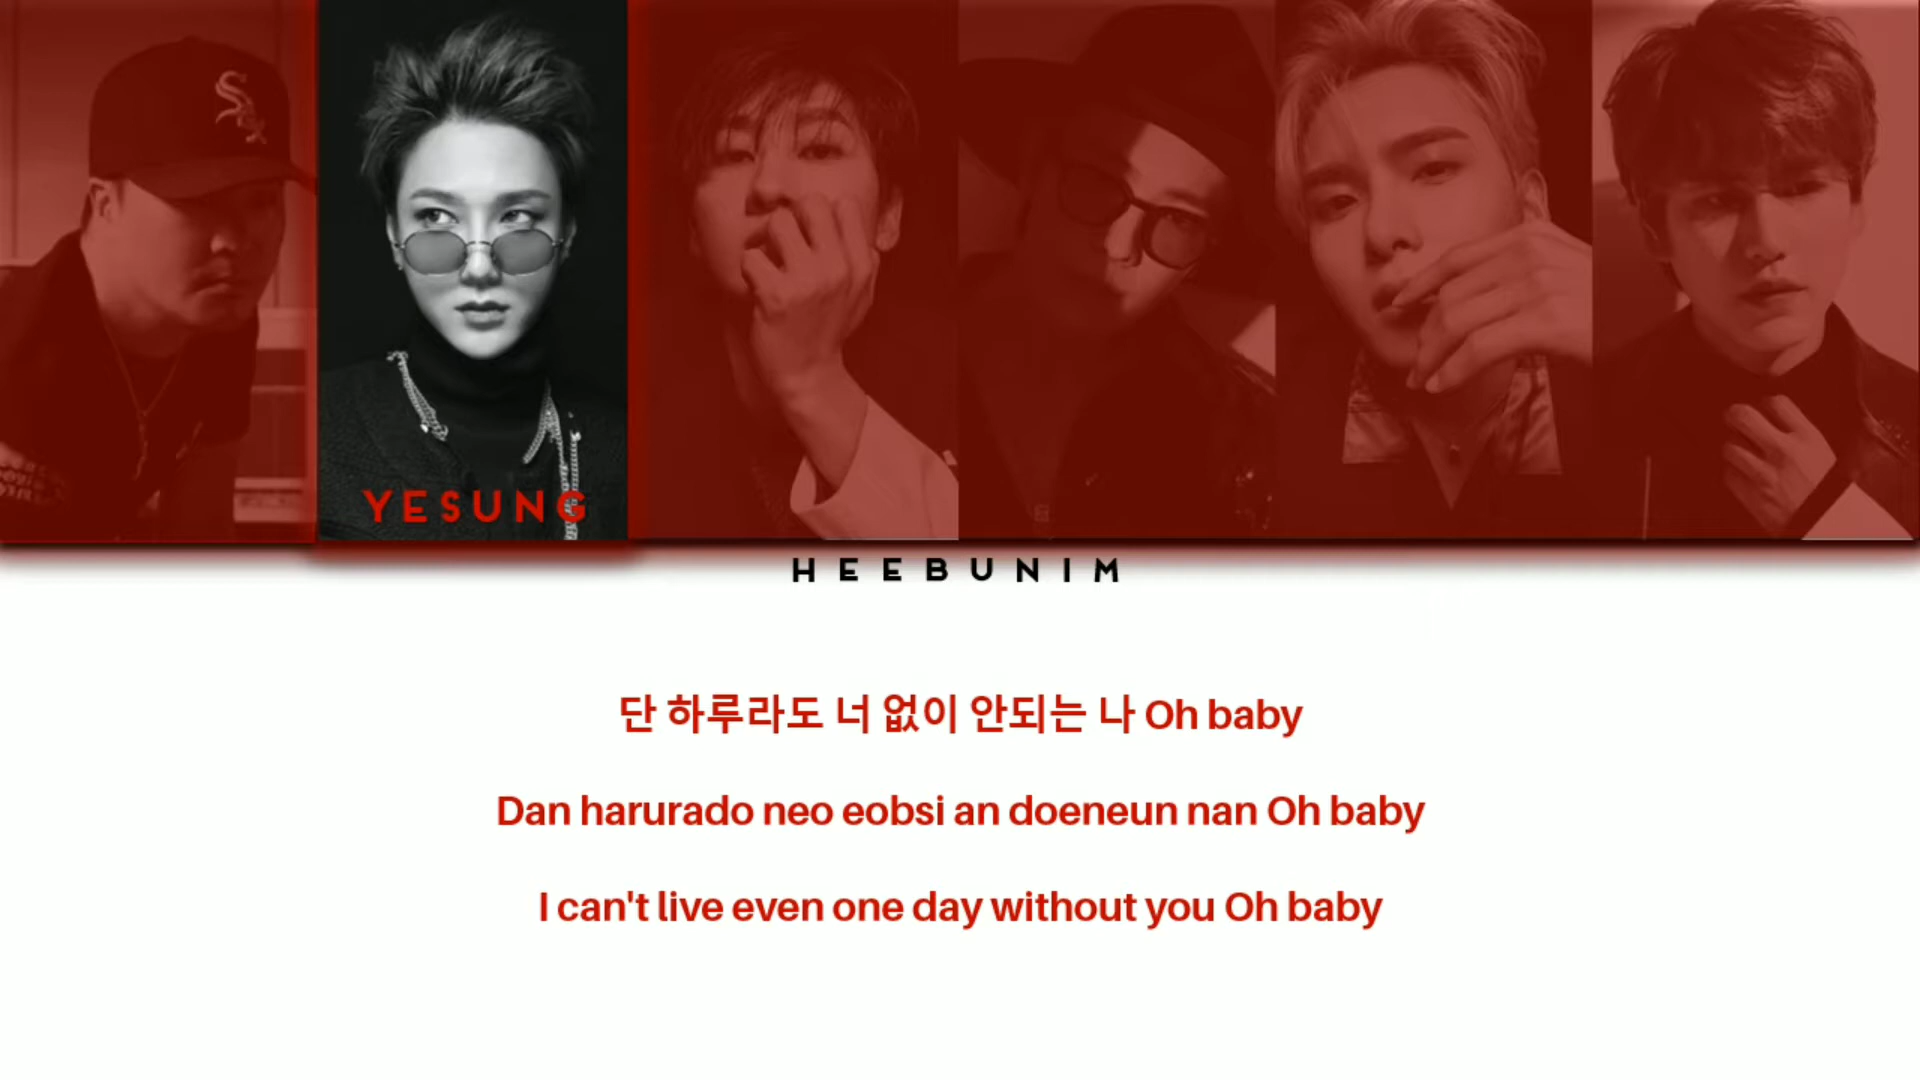 YESUNG
HEEBUNIM
단 하루라도 너 없이 안되는 나 Oh baby
Dan harurado neo eobsi an doeneun nan Oh baby
I can't live even one day without you Oh baby